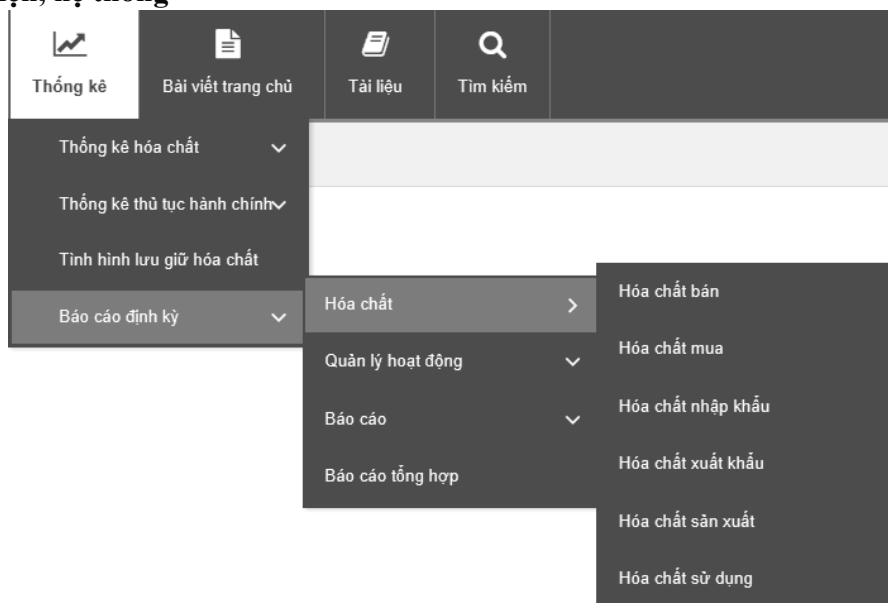 hệ thống
Thống kê
Bài viết trang chủ
Tài liệu
Tìm kiếm
Thống kê hóa chất
Thống kê thủ tục hành chính
Tình hình lưu giữ hóa chất
Báo cáo định kỳ
Hóa chất
Quản lý hoạt động
Báo cáo
Báo cáo tổng hợp
Hóa chất bán
Hóa chất mua
Hóa chất nhập khẩu
Hóa chất xuất khẩu
Hóa chất sản xuất
Hóa chất sử dụng